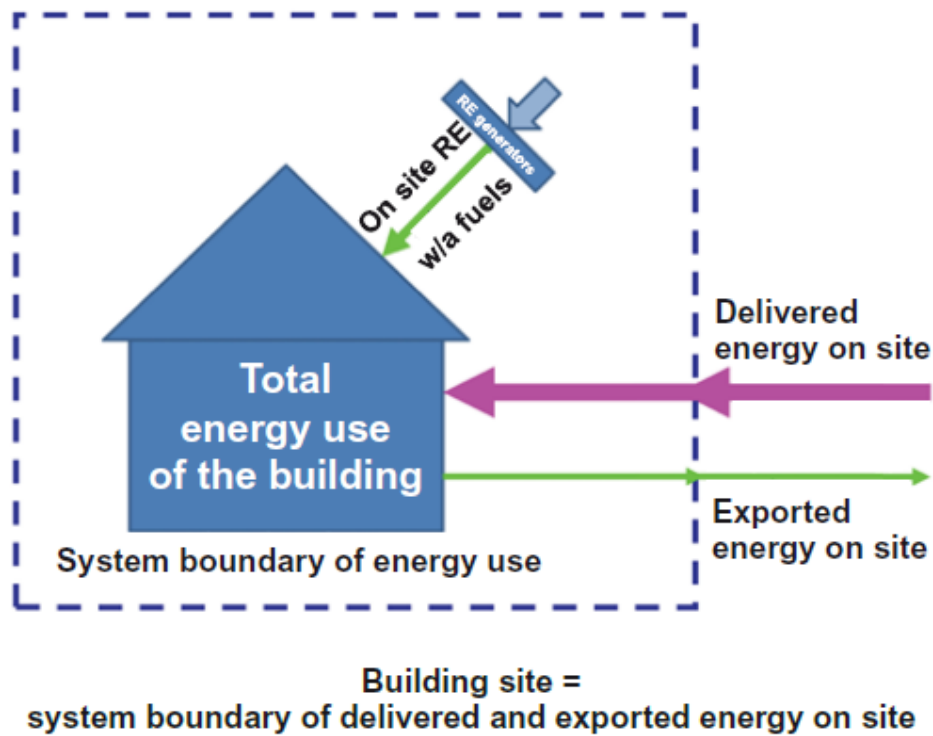 RE generators
On site RE
w/a fuels
Delivered
energy on site
Total
energy use
of the building
Exported
energy on site
System boundary of energy use
Building site =
system boundary of delivered and exported energy on site